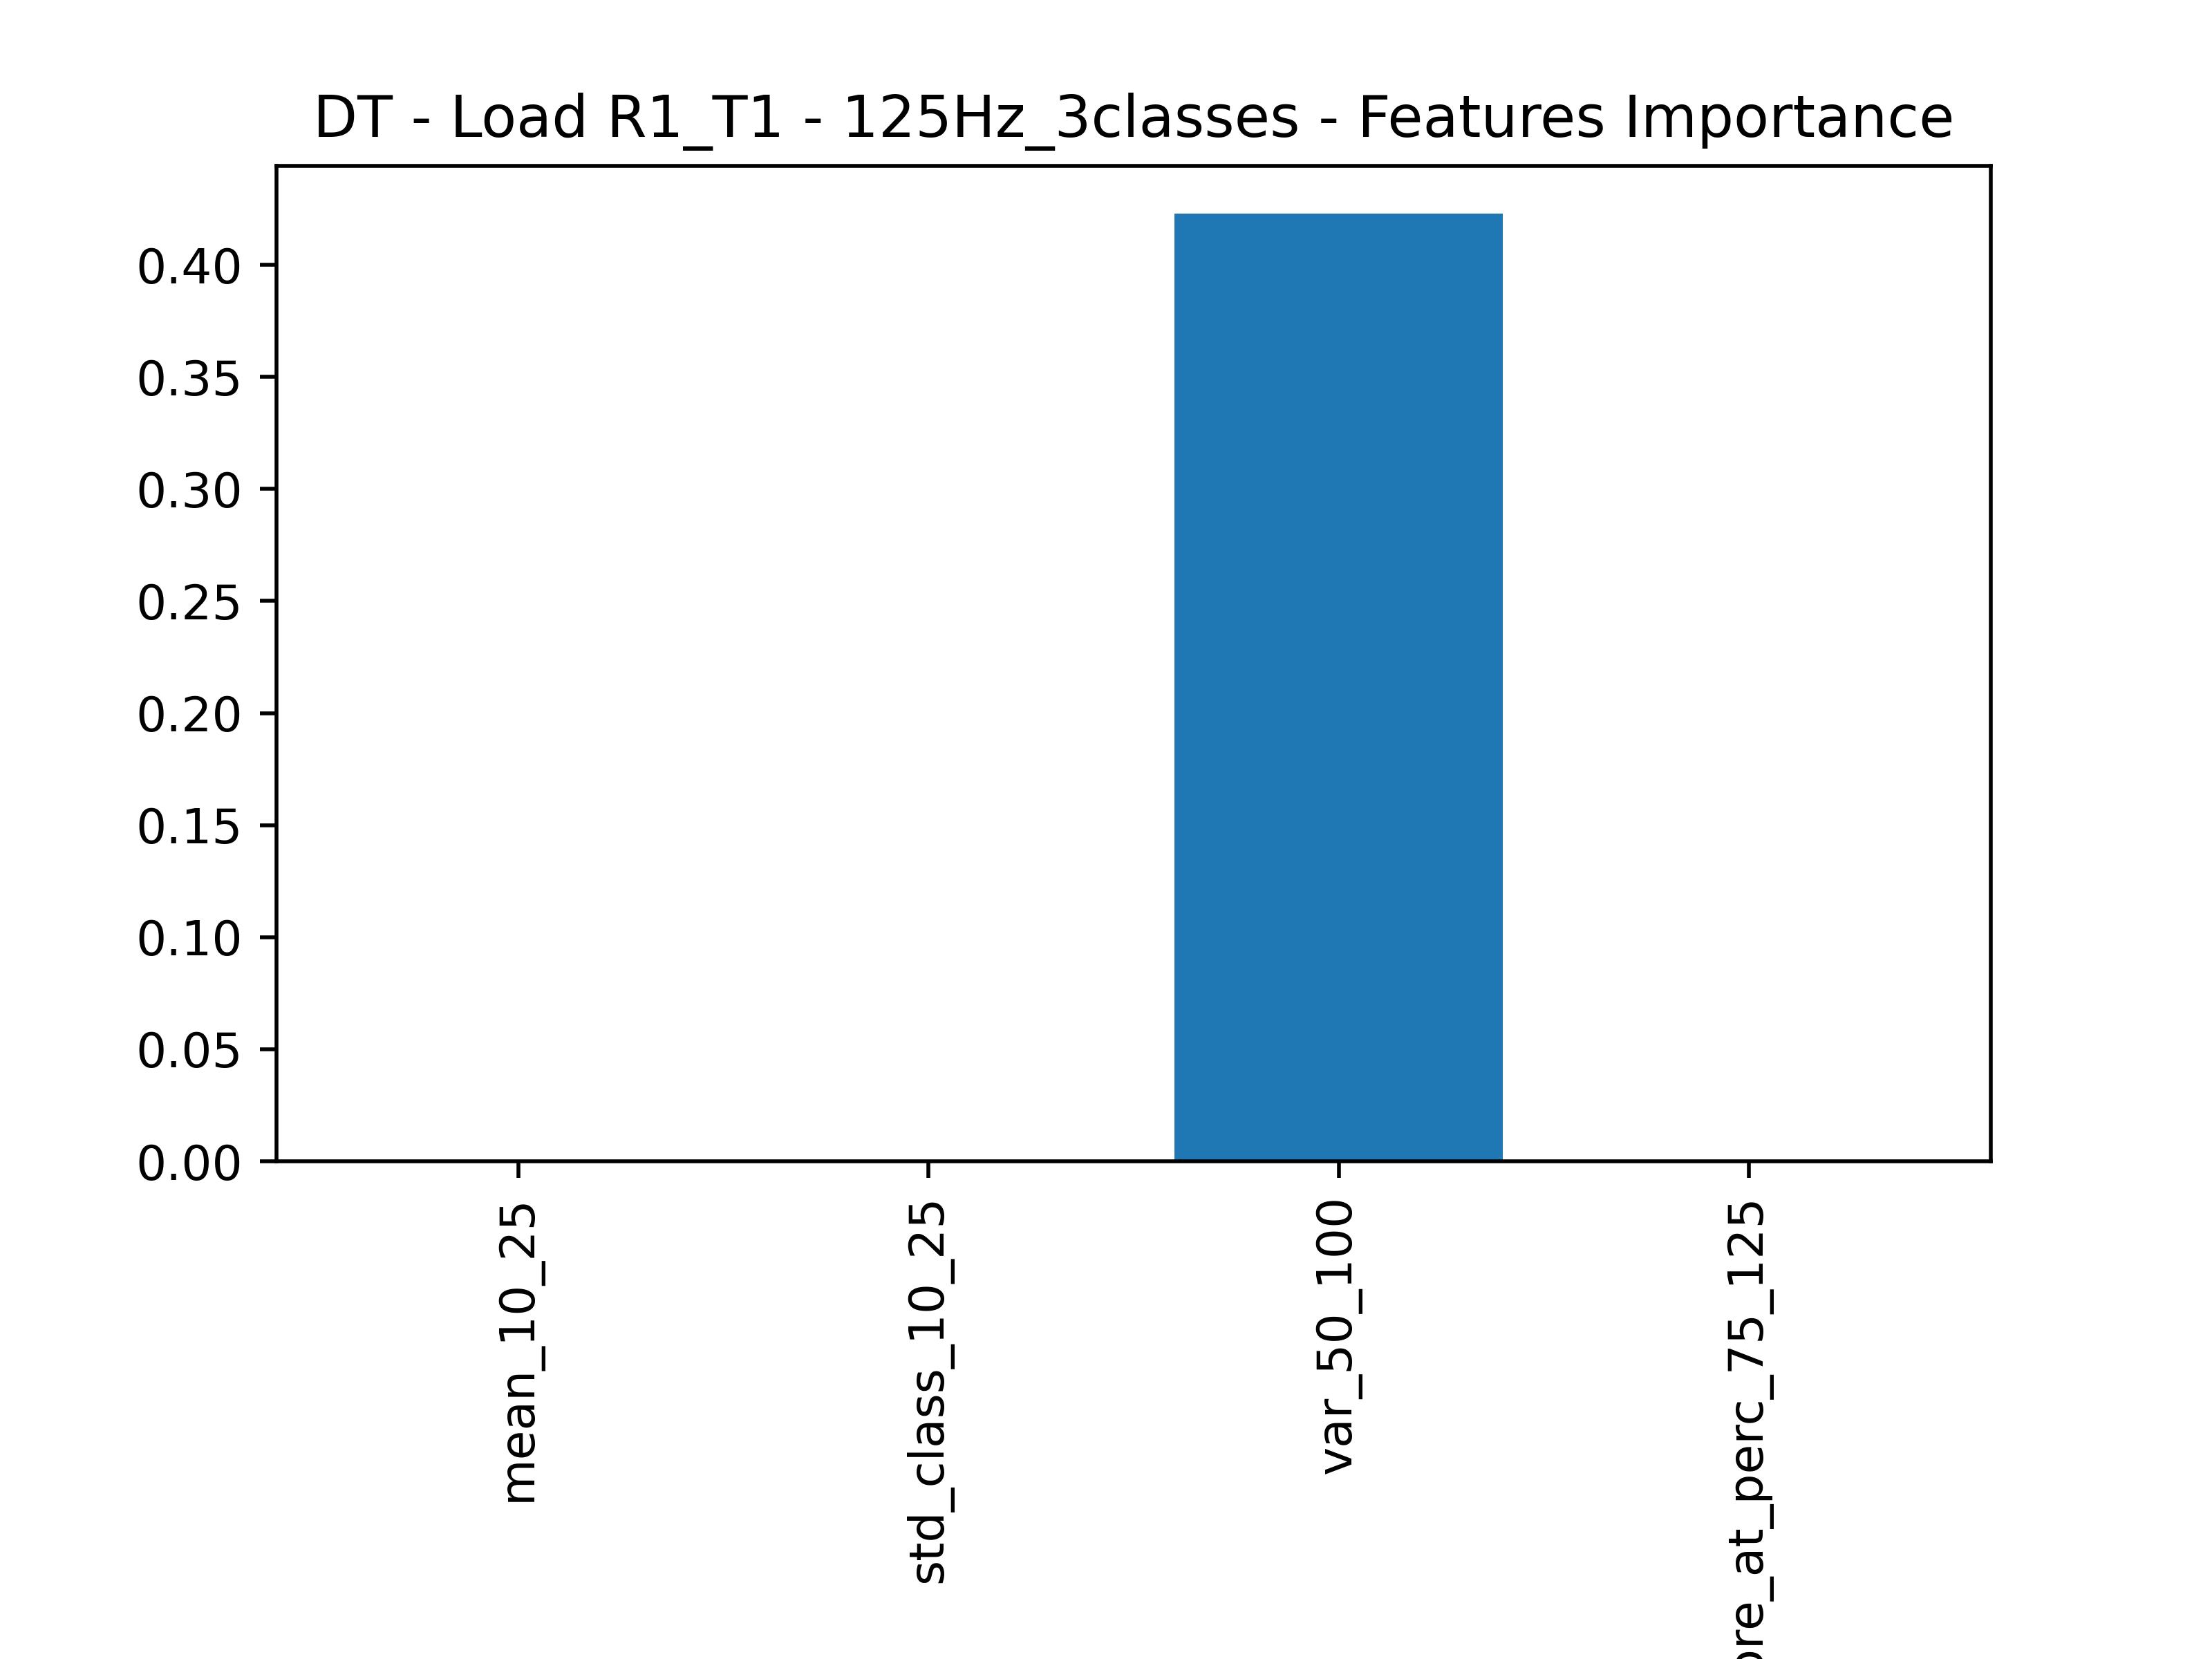 DT - Load R1_T1 - 125Hz_3classes - Features Importance
0.40
0.35
0.30
0.25
0.20
0.15
0.10
0.05
0.00
mean_10_25
std_class_10_25
var_50_100
ore_at_perc_75_125